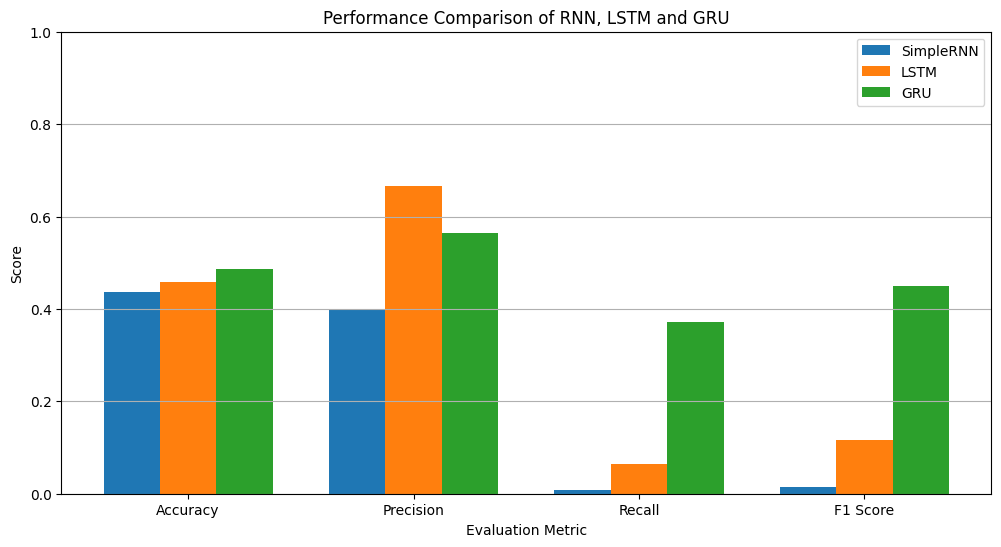 Performance Comparison of RNN, LSTM and GRU
1.0
0.8
0.6
0.4
0.2
0.0
Score
SimpleRNN
LSTM
GRU
Accuracy
Precision
Recall
F1 Score
Evaluation Metric